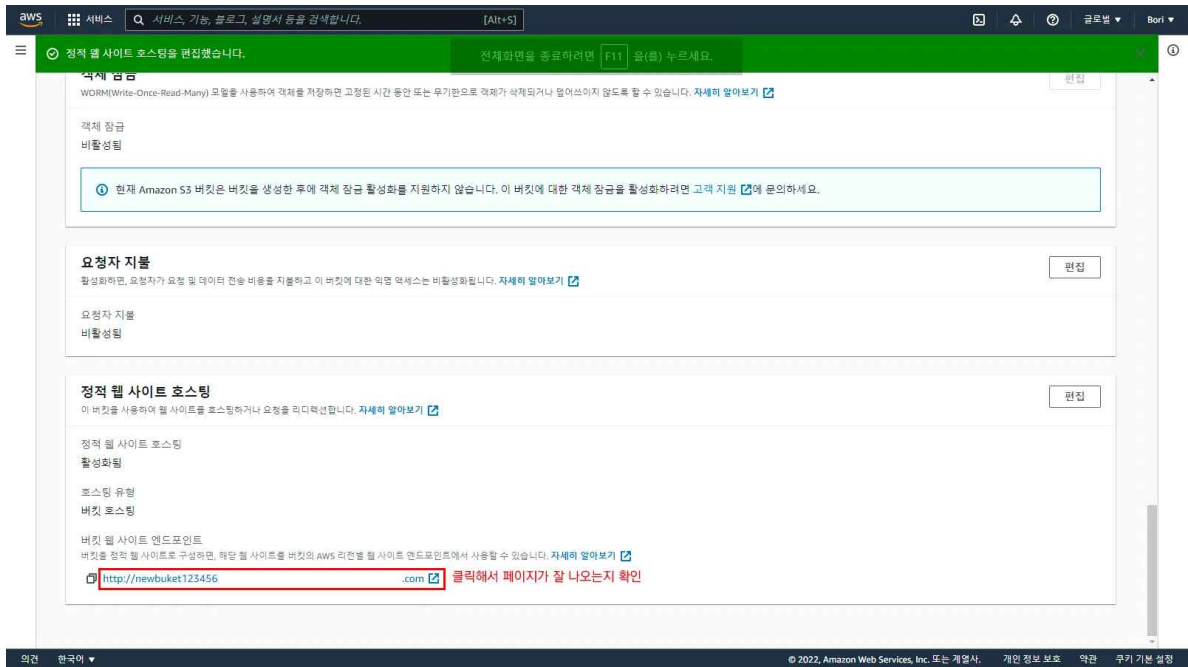 aws
서비스
서비스, 기능, 블로그, 설명서 등을 검색합니다.
[Alt+S]
글로벌 ▼
Bori ▼
정적 웹 사이트 호스팅을 편집했습니다.
전체화면을 종료하려면 F11 을(를) 누르세요.
객체 잠금
편집
WORM(Write-Once-Read-Many) 모델을 사용하여 객체를 저장하면 고정된 시간 동안 또는 무기한으로 객체가 삭제되거나 덮어쓰이지 않도록 할 수 있습니다. 자세히 알아보기
객체 잠금
비활성됨
현재 Amazon S3 버킷은 버킷을 생성한 후에 객체 잠금 활성화를 지원하지 않습니다. 이 버킷에 대한 객체 잠금을 활성화하려면 고객 지원에 문의하세요.
요청자 지불
편집
활성화하면, 요청자가 요청 및 데이터 전송 비용을 지불하고 이 버킷에 대한 익명 액세스는 비활성화됩니다. 자세히 알아보기
요청자 지불
비활성됨
정적 웹 사이트 호스팅
편집
이 버킷을 사용하여 웹 사이트를 호스팅하거나 요청을 리디렉션합니다. 자세히 알아보기
정적 웹 사이트 호스팅
활성화됨
호스팅 유형
버킷 호스팅
버킷 웹 사이트 엔드포인트
버킷을 정적 웹 사이트로 구성하면, 해당 웹 사이트를 버킷의 AWS 리전별 웹 사이트 엔드포인트에서 사용할 수 있습니다. 자세히 알아보기
http://newbuket123456 .com 클릭해서 페이지가 잘 나오는지 확인
의견 한국어 ▼ © 2022, Amazon Web Services, Inc. 또는 계열사. 개인 정보 보호 약관 쿠키 기본 설정